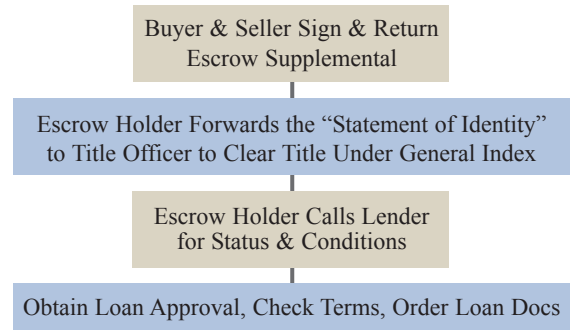 Buyer & Seller Sign & Return
Escrow Supplemental
Escrow Holder Forwards the “Statement of Identity”
to Title Officer to Clear Title Under General Index
Escrow Holder Calls Lender
for Status & Conditions
Obtain Loan Approval, Check Terms, Order Loan Docs